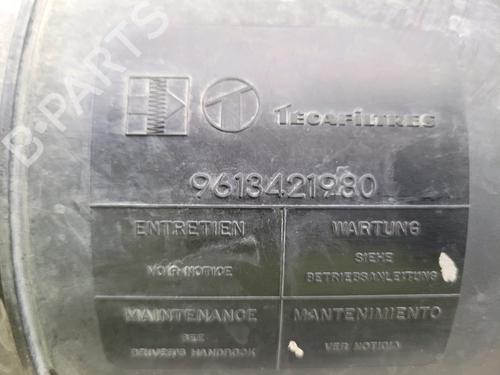 B-PARTS
TECAFILTRES
9613421980
ENTRETIEN
VOIR NOTICE
WARTUNG
SIEHE
BETRIEBSANLEITUNG
MAINTENANCE
SEE
DRIVER'S HANDBOOK
MANTENIMIENTO
VER NOTICIA